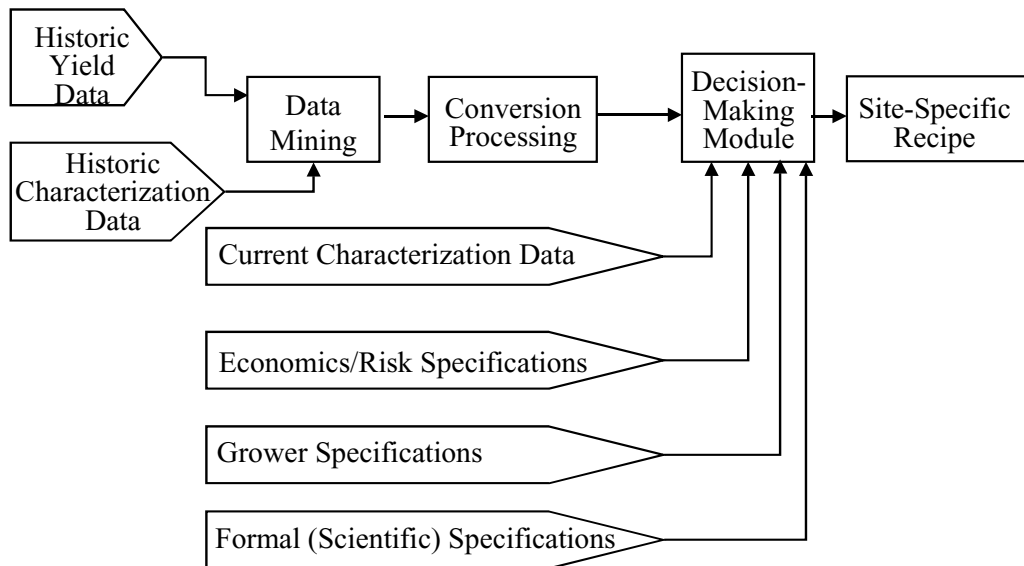 Historic
Yield
Data
Data
Mining
Conversion
Processing
Decision-
Making
Module
Site-Specific
Recipe
Historic
Characterization
Data
Current Characterization Data
Economics/Risk Specifications
Grower Specifications
Formal (Scientific) Specifications